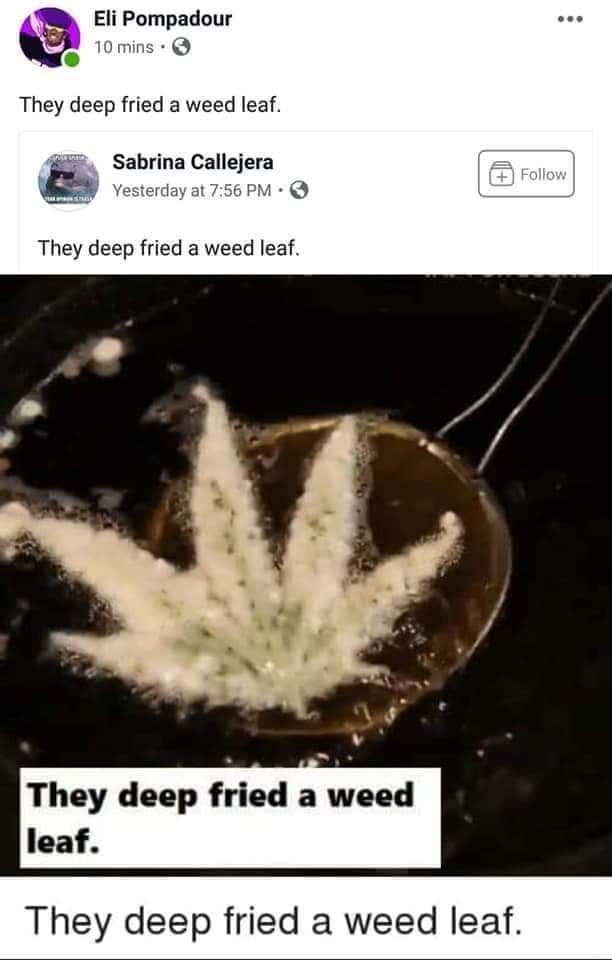 Eli Pompadour
10 mins ·
They deep fried a weed leaf.
Sabrina Callejera
Yesterday at 7:56 PM ·
Follow
They deep fried a weed leaf.
They deep fried a weed
leaf.
They deep fried a weed leaf.